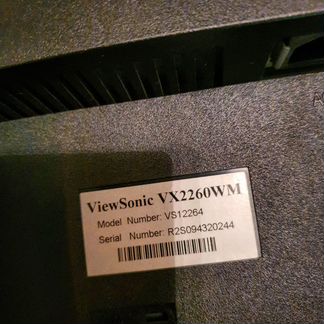 ViewSonic VX2260WM
Model Number: VS12264
Serial Number: R2S094320244